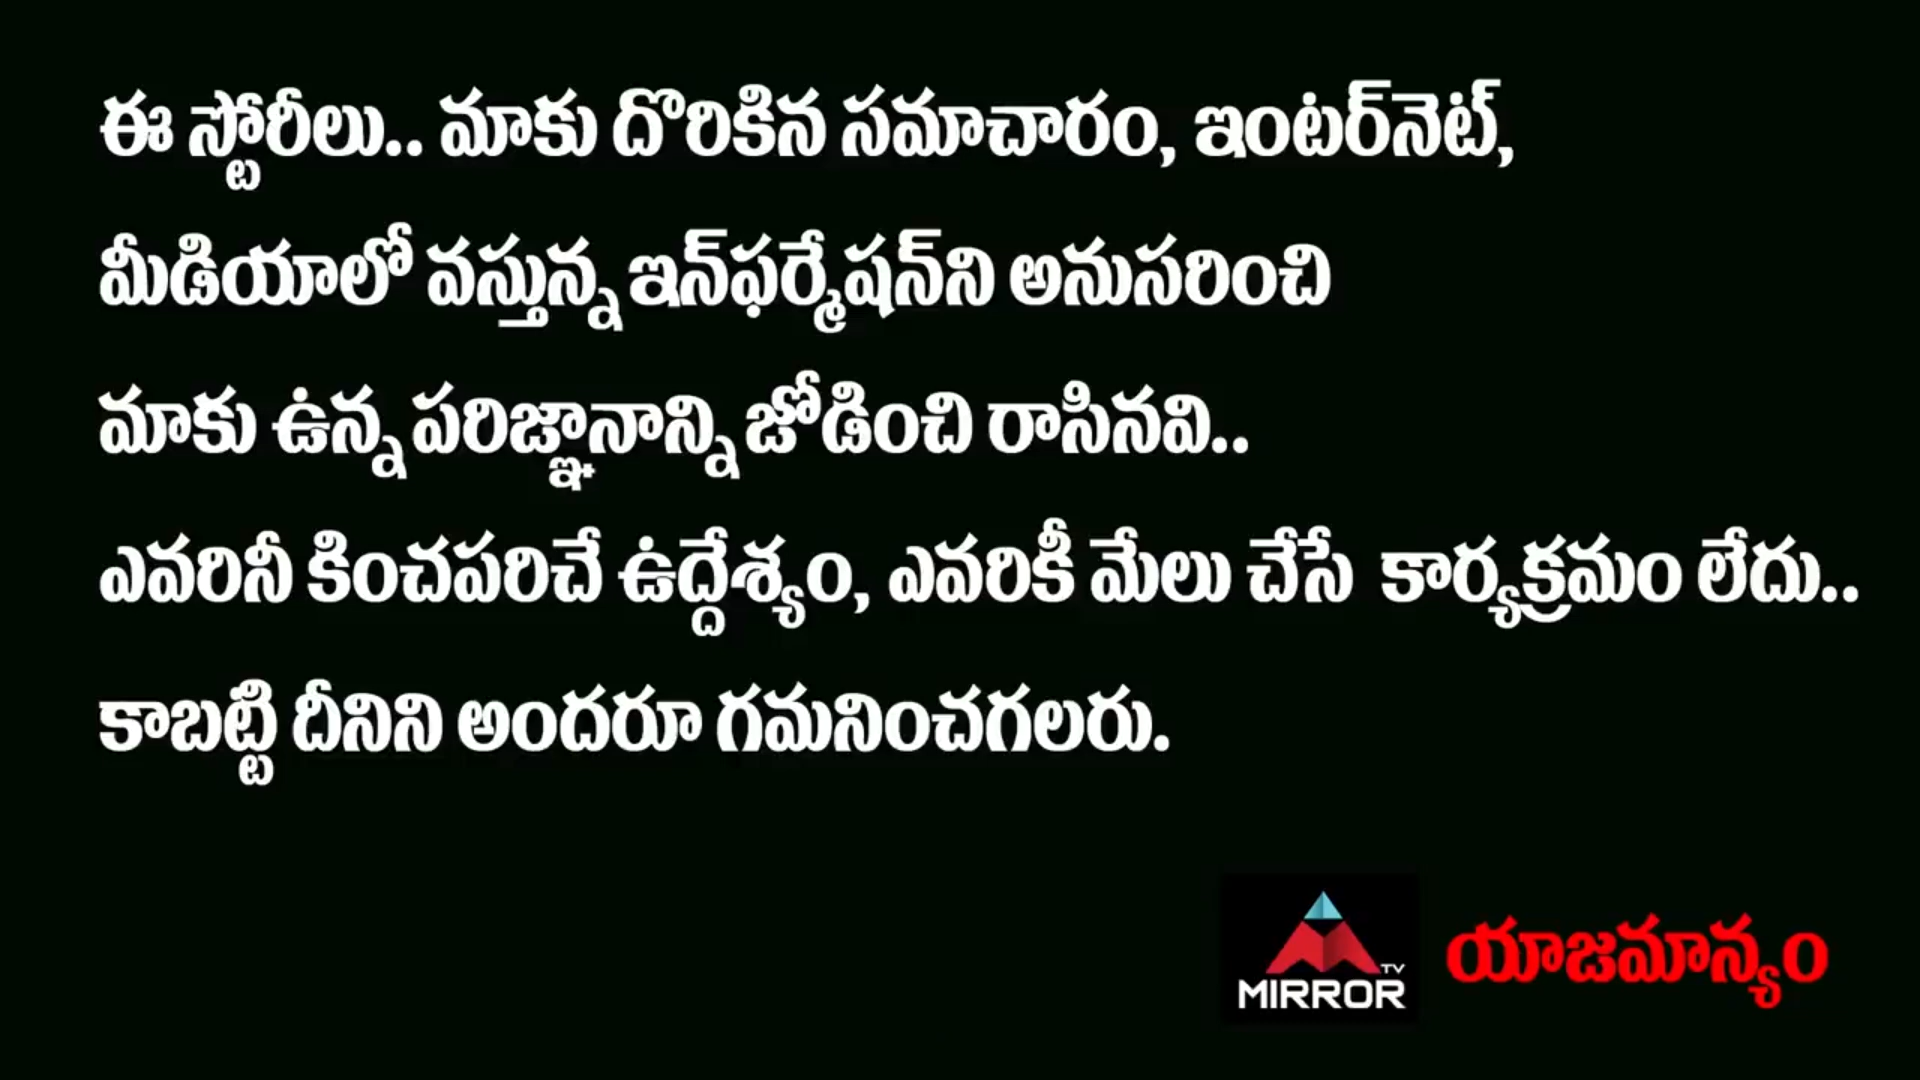 ఈ స్టోరీలు.. మాకు దొరికిన సమాచారం, ఇంటర్‌నెట్,
మీడియాలో వస్తున్న ఇన్‌ఫర్మేషన్‌ని అనుసరించి
మాకు ఉన్న పరిజ్ఞానాన్ని జోడించి రాసినవి..
ఎవరినీ కించపరిచే ఉద్దేశ్యం, ఎవరికీ మేలు చేసే కార్యక్రమం లేదు..
కాబట్టి దీనిని అందరూ గమనించగలరు.
MIRROR TV యాజమాన్యం